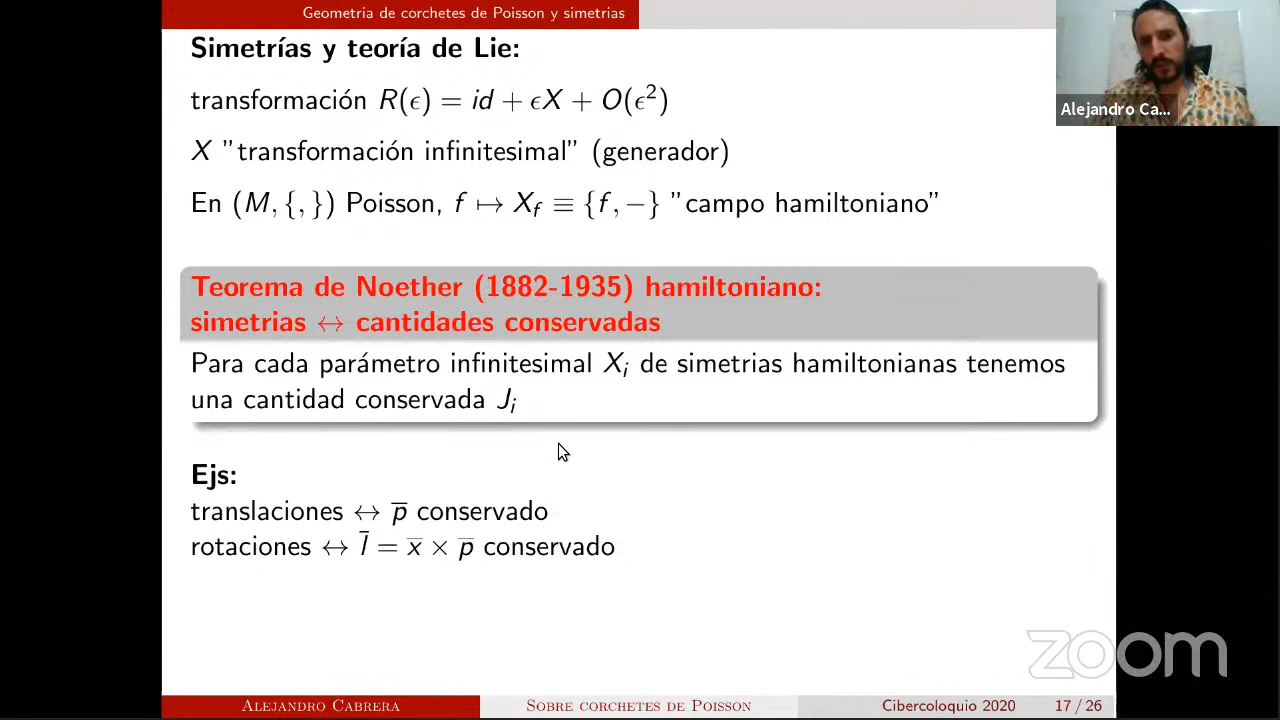 Geometria de corchetes de Poisson y simetrias
Simetrías y teoría de Lie:
transformación R(ϵ) = id + ϵX + O(ϵ²)
X ”transformación infinitesimal” (generador)
En (M, {, }) Poisson, f ↦ X_f ≡ {f, −} ”campo hamiltoniano”
Teorema de Noether (1882-1935) hamiltoniano:
simetrias ↔ cantidades conservadas
Para cada parámetro infinitesimal X_i de simetrias hamiltonianas tenemos
una cantidad conservada J_i
Ejs:
translaciones ↔ p̅ conservado
rotaciones ↔ l̅ = x̅ × p̅ conservado
Alejandro Ca...
zoom
Alejandro Cabrera
Sobre corchetes de Poisson
Cibercoloquio 2020
17 / 26